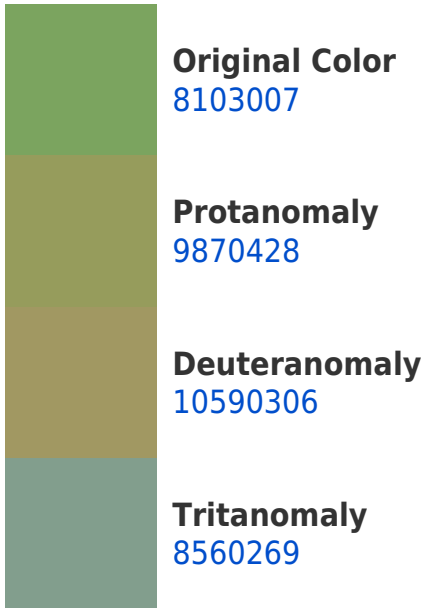 Original Color
8103007
Protanomaly
9870428
Deuteranomaly
10590306
Tritanomaly
8560269